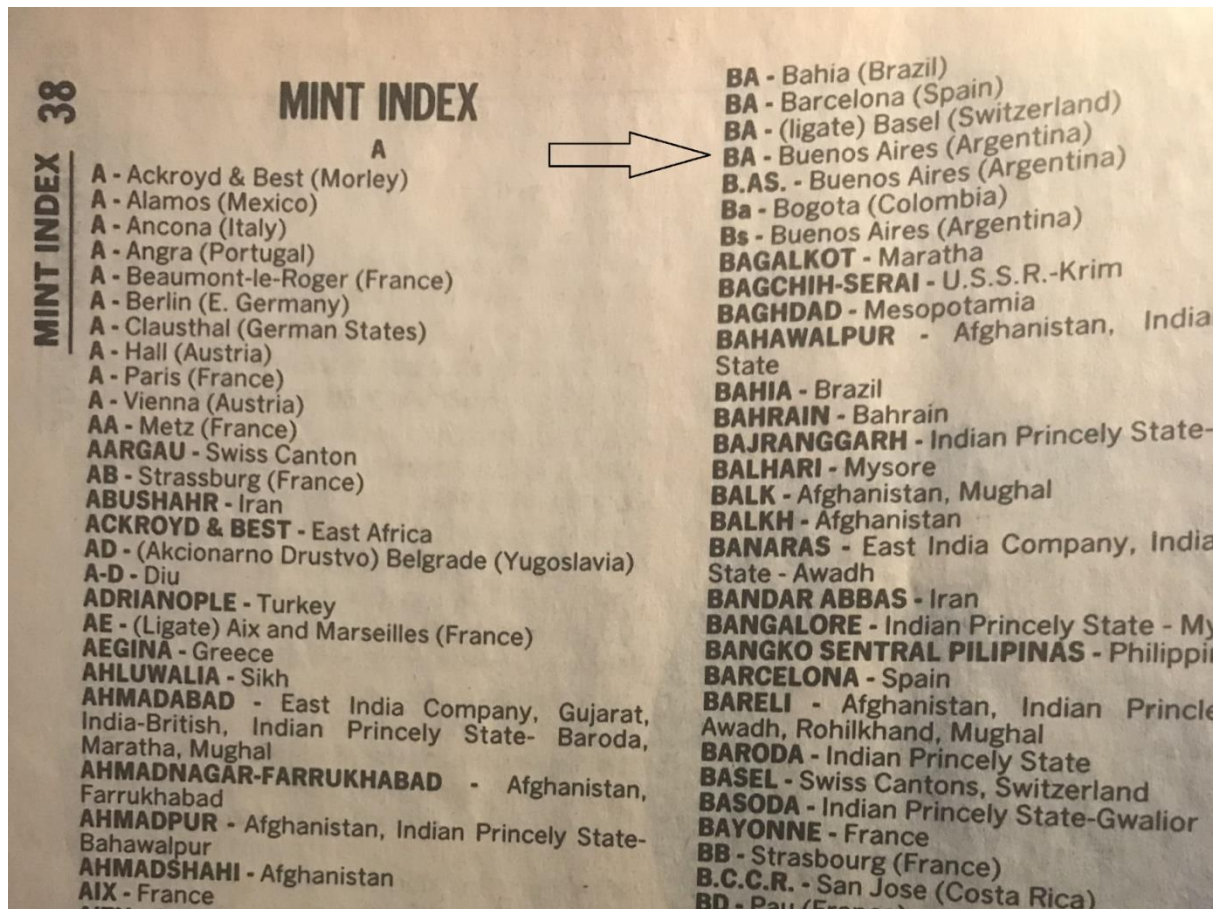 MINT INDEX 38
MINT INDEX
A
A - Ackroyd & Best (Morley)
A - Alamos (Mexico)
A - Ancona (Italy)
A - Angra (Portugal)
A - Beaumont-le-Roger (France)
A - Berlin (E. Germany)
A - Clausthal (German States)
A - Hall (Austria)
A - Paris (France)
A - Vienna (Austria)
AA - Metz (France)
AARGAU - Swiss Canton
AB - Strassburg (France)
ABUSHAHR - Iran
ACKROYD & BEST - East Africa
AD - (Akcionarno Drustvo) Belgrade (Yugoslavia)
A-D - Diu
ADRIANOPLE - Turkey
AE - (Ligate) Aix and Marseilles (France)
AEGINA - Greece
AHLUWALIA - Sikh
AHMADABAD - East India Company, Gujarat,
India-British, Indian Princely State- Baroda,
Maratha, Mughal
AHMADNAGAR-FARRUKHABAD - Afghanistan,
Farrukhabad
AHMADPUR - Afghanistan, Indian Princely State-
Bahawalpur
AHMADSHAHI - Afghanistan
AIX - France
BA - Bahia (Brazil)
BA - Barcelona (Spain)
BA - (ligate) Basel (Switzerland)
BA - Buenos Aires (Argentina)
B.AS. - Buenos Aires (Argentina)
Ba - Bogota (Colombia)
Bs - Buenos Aires (Argentina)
BAGALKOT - Maratha
BAGCHIH-SERAI - U.S.S.R.-Krim
BAGHDAD - Mesopotamia
BAHAWALPUR - Afghanistan, India
State
BAHIA - Brazil
BAHRAIN - Bahrain
BAJRANGGARH - Indian Princely State-
BALHARI - Mysore
BALK - Afghanistan, Mughal
BALKH - Afghanistan
BANARAS - East India Company, India
State - Awadh
BANDAR ABBAS - Iran
BANGALORE - Indian Princely State - My
BANGKO SENTRAL PILIPINAS - Philippi
BARCELONA - Spain
BARELI - Afghanistan, Indian Princle
Awadh, Rohilkhand, Mughal
BARODA - Indian Princely State
BASEL - Swiss Cantons, Switzerland
BASODA - Indian Princely State-Gwalior
BAYONNE - France
BB - Strasbourg (France)
B.C.C.R. - San Jose (Costa Rica)
BD - Pau (France)